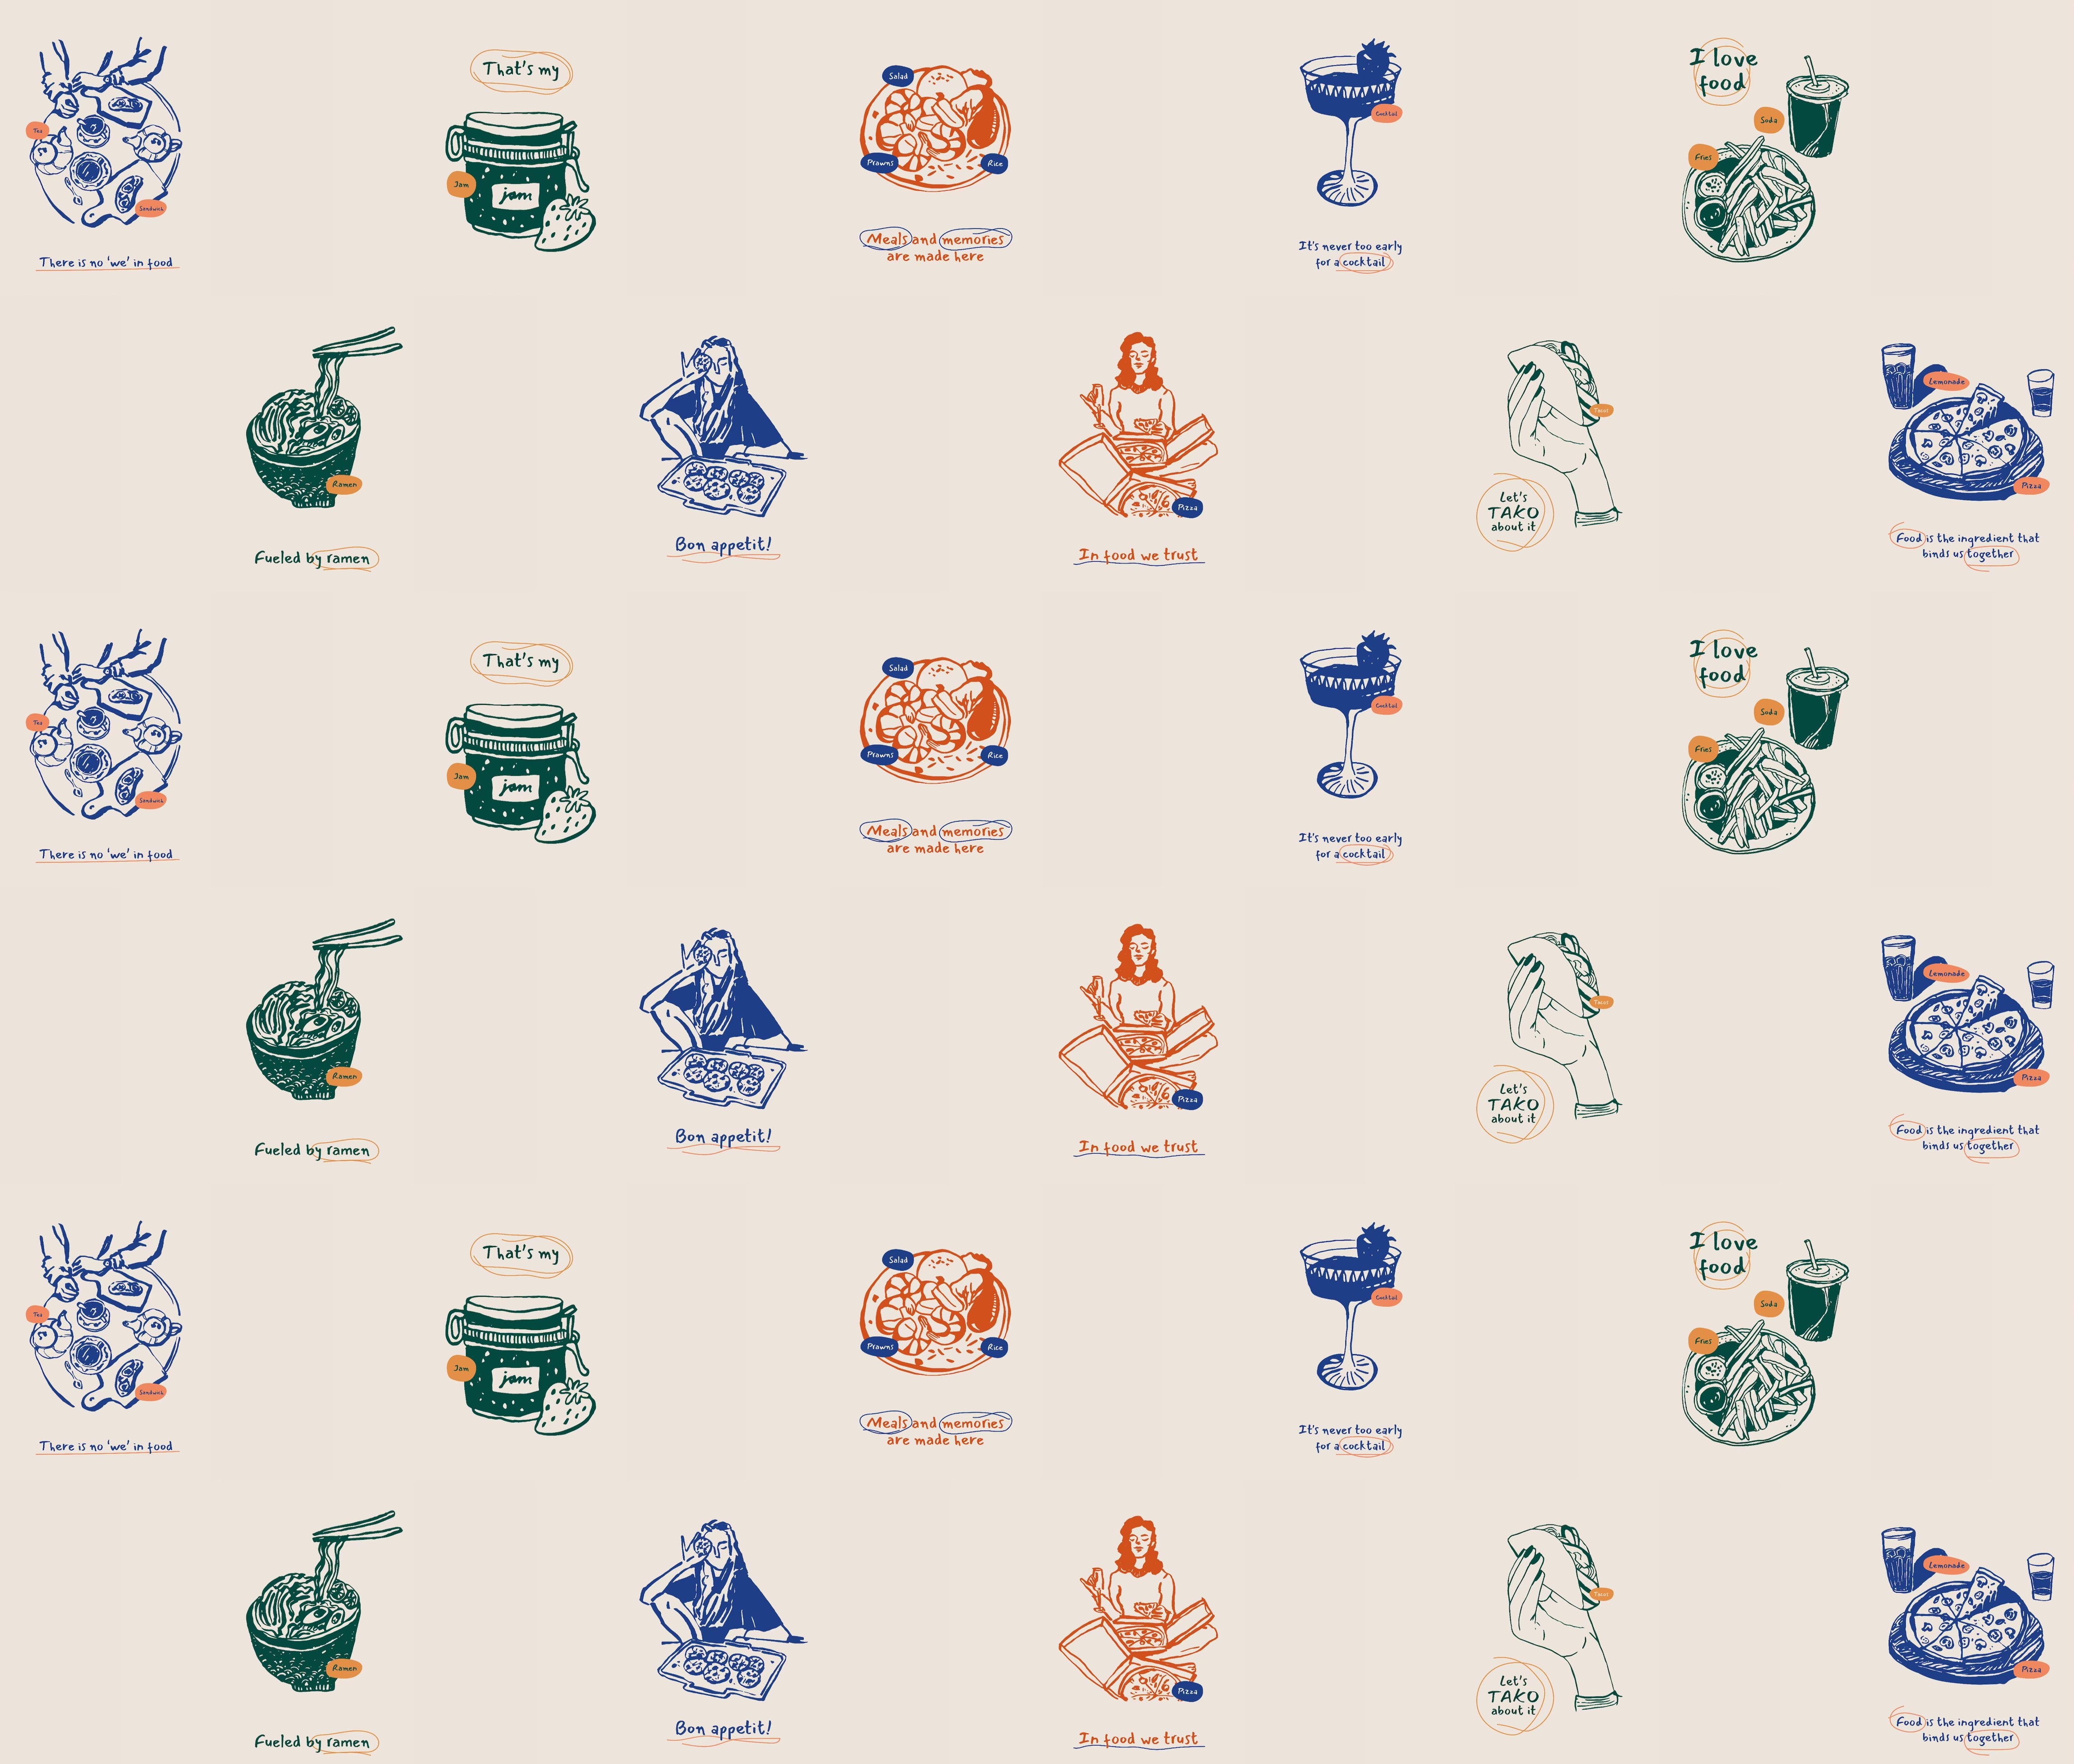 The
Sandwich
There is no 'we' in food
That's my
Jam
jam
Salad
Prawns
Rice
Meals and memories
are made here
Cocktail
It's never too early
for a cocktail
I love
food
Soda
Fries
Ramen
Fueled by ramen
Bon appetit!
Pizza
In food we trust
Let's
TAKO
about it
Lemonade
Pizza
Food is the ingredient that
binds us together
The
Sandwich
There is no 'we' in food
That's my
Jam
jam
Salad
Prawns
Rice
Meals and memories
are made here
Cocktail
It's never too early
for a cocktail
I love
food
Soda
Fries
Ramen
Fueled by ramen
Bon appetit!
Pizza
In food we trust
Let's
TAKO
about it
Lemonade
Pizza
Food is the ingredient that
binds us together
The
Sandwich
There is no 'we' in food
That's my
Jam
jam
Salad
Prawns
Rice
Meals and memories
are made here
Cocktail
It's never too early
for a cocktail
I love
food
Soda
Fries
Ramen
Fueled by ramen
Bon appetit!
Pizza
In food we trust
Let's
TAKO
about it
Lemonade
Pizza
Food is the ingredient that
binds us together